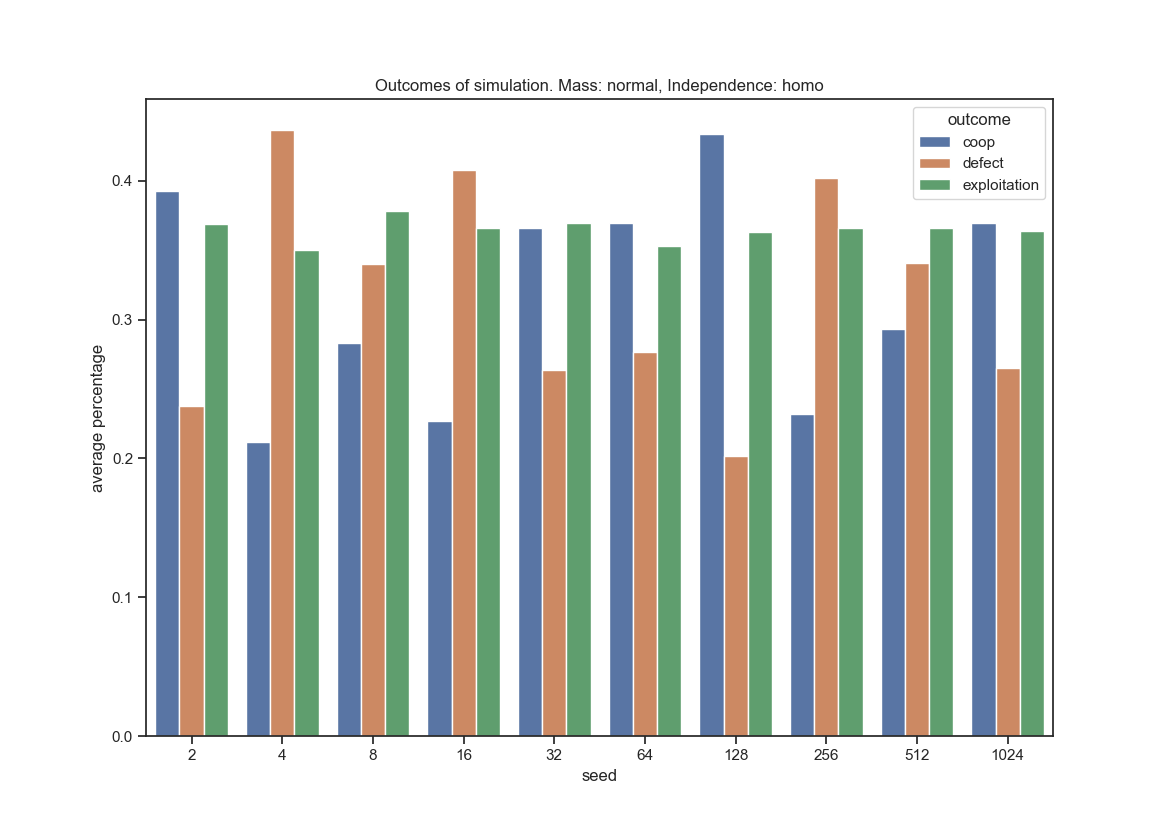 Outcomes of simulation. Mass: normal, Independence: homo
outcome
coop
defect
exploitation
average percentage
0.4
0.3
0.2
0.1
0.0
2 4 8 16 32 64 128 256 512 1024
seed